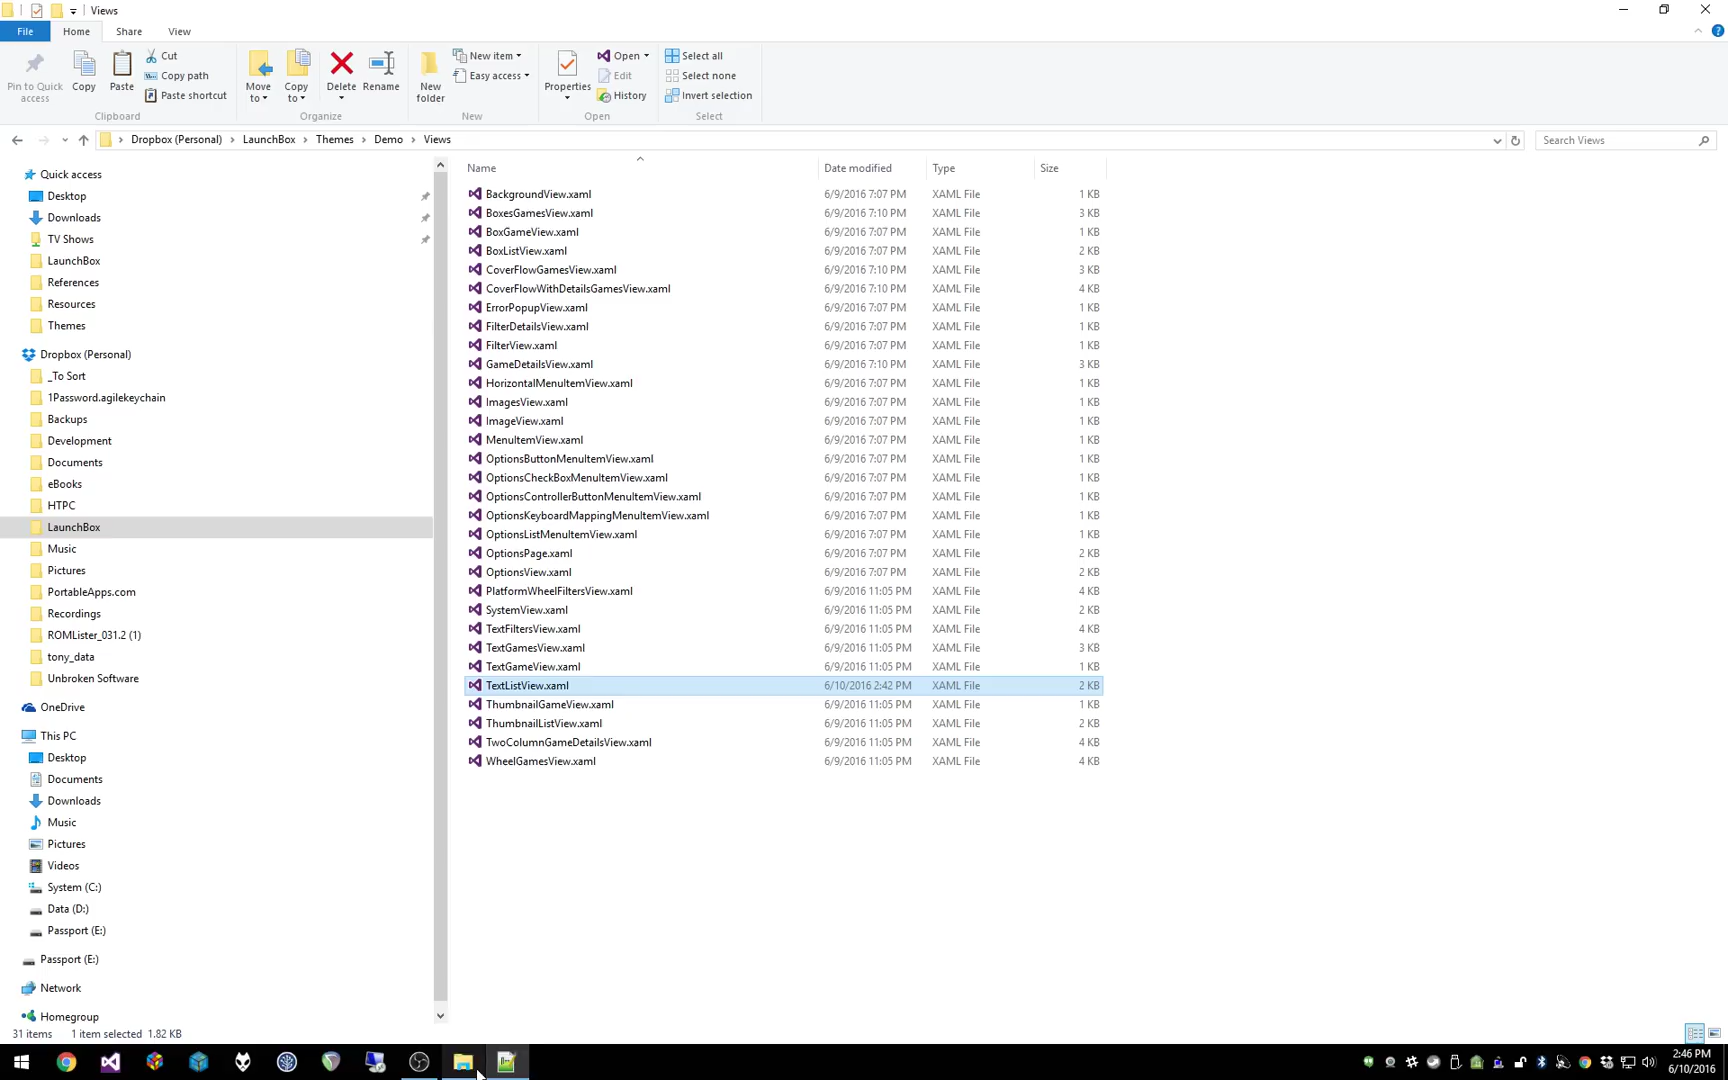 Views
File Home Share View
Pin to Quick access
Copy
Paste
Cut
Copy path
Paste shortcut
Clipboard
Move to
Copy to
Delete
Rename
Organize
New folder
New item
Easy access
New
Properties
Open
Edit
History
Open
Select all
Select none
Invert selection
Select
Dropbox (Personal) > LaunchBox > Themes > Demo > Views
Search Views
Quick access
Desktop
Downloads
TV Shows
LaunchBox
References
Resources
Themes
Dropbox (Personal)
_To Sort
1Password.agilekeychain
Backups
Development
Documents
eBooks
HTPC
LaunchBox
Music
Pictures
PortableApps.com
Recordings
ROMLister_031.2 (1)
tony_data
Unbroken Software
OneDrive
This PC
Desktop
Documents
Downloads
Music
Pictures
Videos
System (C:)
Data (D:)
Passport (E:)
Passport (E:)
Network
Homegroup
Name Date modified Type Size
BackgroundView.xaml 6/9/2016 7:07 PM XAML File 1 KB
BoxesGamesView.xaml 6/9/2016 7:10 PM XAML File 3 KB
BoxGameView.xaml 6/9/2016 7:07 PM XAML File 1 KB
BoxListView.xaml 6/9/2016 7:07 PM XAML File 2 KB
CoverFlowGamesView.xaml 6/9/2016 7:10 PM XAML File 3 KB
CoverFlowWithDetailsGamesView.xaml 6/9/2016 7:10 PM XAML File 4 KB
ErrorPopupView.xaml 6/9/2016 7:07 PM XAML File 1 KB
FilterDetailsView.xaml 6/9/2016 7:07 PM XAML File 1 KB
FilterView.xaml 6/9/2016 7:07 PM XAML File 1 KB
GameDetailsView.xaml 6/9/2016 7:10 PM XAML File 3 KB
HorizontalMenuItemView.xaml 6/9/2016 7:07 PM XAML File 1 KB
ImagesView.xaml 6/9/2016 7:07 PM XAML File 1 KB
ImageView.xaml 6/9/2016 7:07 PM XAML File 1 KB
MenuItemView.xaml 6/9/2016 7:07 PM XAML File 1 KB
OptionsButtonMenuItemView.xaml 6/9/2016 7:07 PM XAML File 1 KB
OptionsCheckBoxMenuItemView.xaml 6/9/2016 7:07 PM XAML File 1 KB
OptionsControllerButtonMenuItemView.xaml 6/9/2016 7:07 PM XAML File 1 KB
OptionsKeyboardMappingMenuItemView.xaml 6/9/2016 7:07 PM XAML File 1 KB
OptionsListMenuItemView.xaml 6/9/2016 7:07 PM XAML File 1 KB
OptionsPage.xaml 6/9/2016 7:07 PM XAML File 2 KB
OptionsView.xaml 6/9/2016 7:07 PM XAML File 2 KB
PlatformWheelFiltersView.xaml 6/9/2016 11:05 PM XAML File 4 KB
SystemView.xaml 6/9/2016 11:05 PM XAML File 2 KB
TextFiltersView.xaml 6/9/2016 11:05 PM XAML File 4 KB
TextGamesView.xaml 6/9/2016 11:05 PM XAML File 3 KB
TextGameView.xaml 6/9/2016 11:05 PM XAML File 1 KB
TextListView.xaml 6/10/2016 2:42 PM XAML File 2 KB
ThumbnailGameView.xaml 6/9/2016 11:05 PM XAML File 1 KB
ThumbnailListView.xaml 6/9/2016 11:05 PM XAML File 2 KB
TwoColumnGameDetailsView.xaml 6/9/2016 11:05 PM XAML File 4 KB
WheelGamesView.xaml 6/9/2016 11:05 PM XAML File 4 KB
31 items 1 item selected 1.82 KB
2:46 PM
6/10/2016